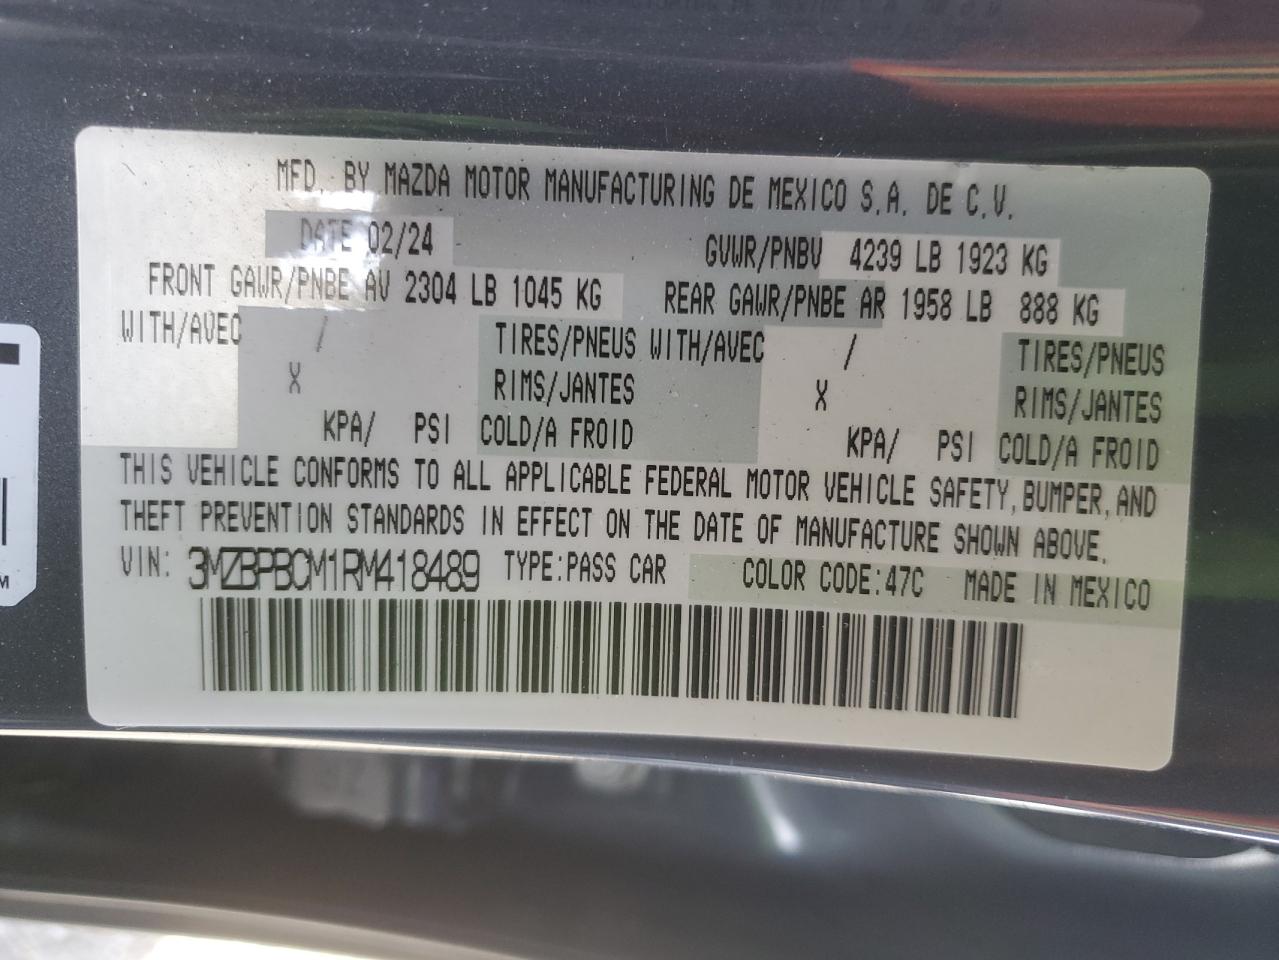 MFD. BY MAZDA MOTOR MANUFACTURING DE MEXICO S.A. DE C.V.
DATE 02/24 GVWR/PNBV 4239 LB 1923 KG
FRONT GAWR/PNBE AV 2304 LB 1045 KG REAR GAWR/PNBE AR 1958 LB 888 KG
WITH/AVEC / TIRES/PNEUS WITH/AVEC / TIRES/PNEUS
X RIMS/JANTES X RIMS/JANTES
KPA/ PSI COLD/A FROID KPA/ PSI COLD/A FROID
THIS VEHICLE CONFORMS TO ALL APPLICABLE FEDERAL MOTOR VEHICLE SAFETY, BUMPER, AND
THEFT PREVENTION STANDARDS IN EFFECT ON THE DATE OF MANUFACTURE SHOWN ABOVE.
VIN: 3MZBPBCM1RM418489 TYPE:PASS CAR COLOR CODE:47C MADE IN MEXICO